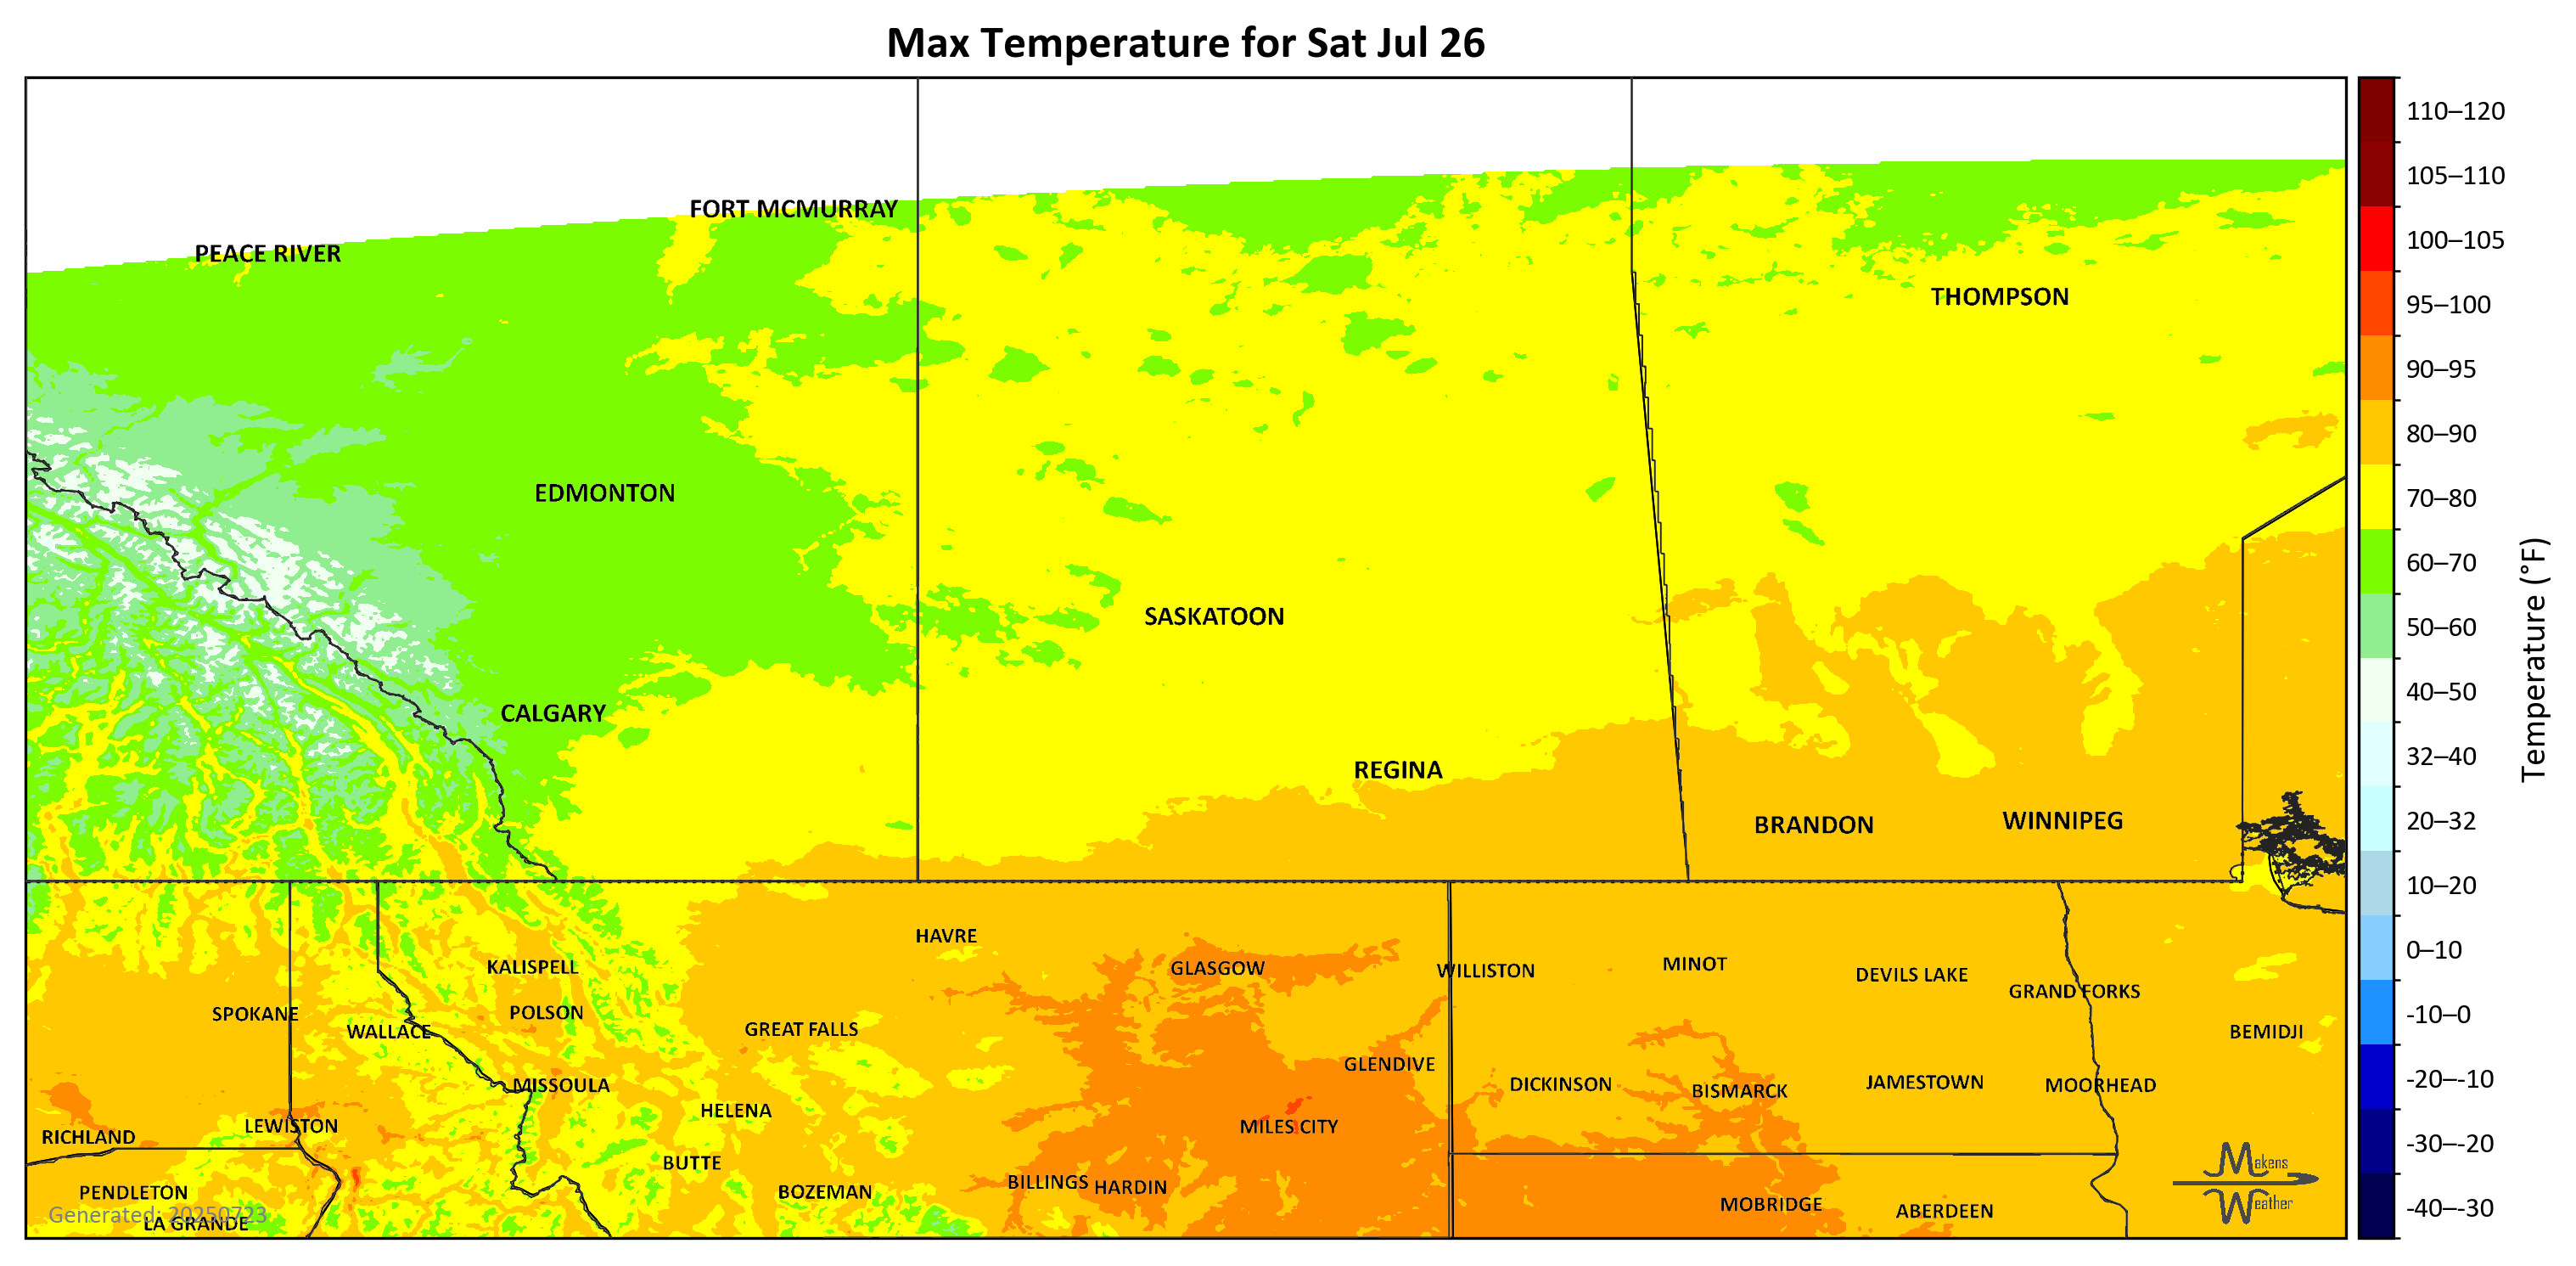 Max Temperature for Sat Jul 26
FORT MCMURRAY
PEACE RIVER
THOMPSON
EDMONTON
SASKATOON
CALGARY
REGINA
BRANDON
WINNIPEG
HAVRE
KALISPELL
GLASGOW
WILLISTON
MINOT
DEVILS LAKE
GRAND FORKS
SPOKANE
POLSON
WALLACE
GREAT FALLS
BEMIDJI
GLENDIVE
MISSOULA
DICKINSON
BISMARCK
JAMESTOWN
MOORHEAD
HELENA
LEWISTON
MILES CITY
RICHLAND
BUTTE
BILLINGS
HARDIN
PENDLETON
BOZEMAN
MOBRIDGE
ABERDEEN
LA GRANDE
Generated: 20250723
Makens
Weather
110–120
105–110
100–105
95–100
90–95
80–90
70–80
60–70
50–60
40–50
32–40
20–32
10–20
0–10
-10–0
-20–-10
-30–-20
-40–-30
Temperature (°F)